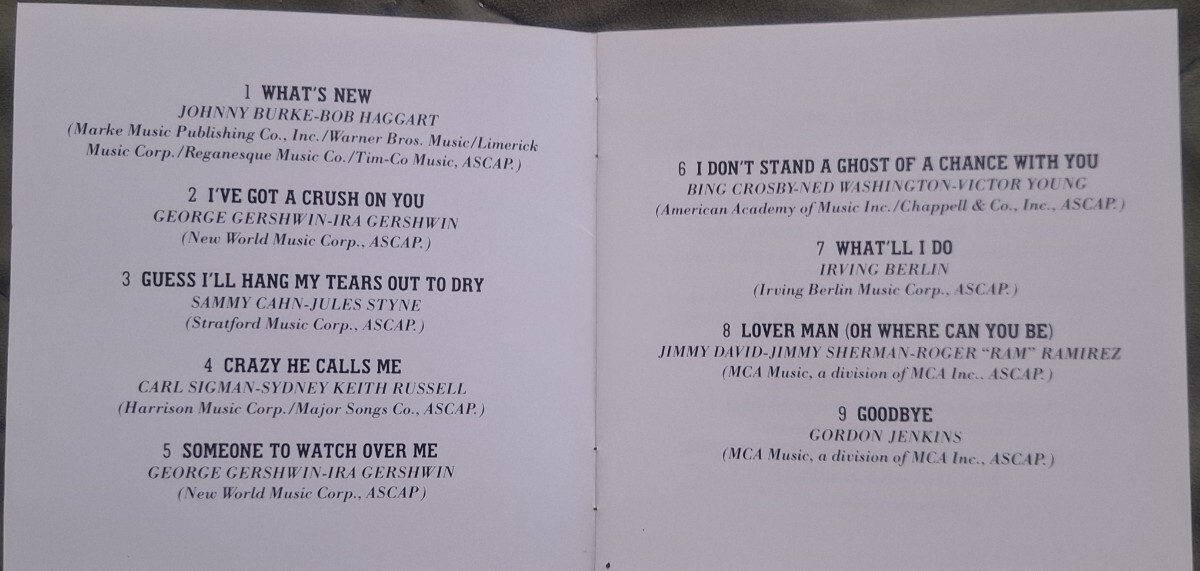 1 WHAT'S NEW
JOHNNY BURKE-BOB HAGGART
(Marke Music Publishing Co., Inc./Warner Bros. Music/Limerick
Music Corp./Reganesque Music Co./Tim-Co Music, ASCAP.)
2 I'VE GOT A CRUSH ON YOU
GEORGE GERSHWIN-IRA GERSHWIN
(New World Music Corp., ASCAP.)
3 GUESS I'LL HANG MY TEARS OUT TO DRY
SAMMY CAHN-JULES STYNE
(Stratford Music Corp., ASCAP.)
4 CRAZY HE CALLS ME
CARL SIGMAN-SYDNEY KEITH RUSSELL
(Harrison Music Corp./Major Songs Co., ASCAP.)
5 SOMEONE TO WATCH OVER ME
GEORGE GERSHWIN-IRA GERSHWIN
(New World Music Corp., ASCAP)
6 I DON'T STAND A GHOST OF A CHANCE WITH YOU
BING CROSBY-NED WASHINGTON-VICTOR YOUNG
(American Academy of Music Inc./Chappell & Co., Inc., ASCAP.)
7 WHAT'LL I DO
IRVING BERLIN
(Irving Berlin Music Corp., ASCAP.)
8 LOVER MAN (OH WHERE CAN YOU BE)
JIMMY DAVID-JIMMY SHERMAN-ROGER “RAM” RAMIREZ
(MCA Music, a division of MCA Inc.. ASCAP.)
9 GOODBYE
GORDON JENKINS
(MCA Music, a division of MCA Inc., ASCAP.)